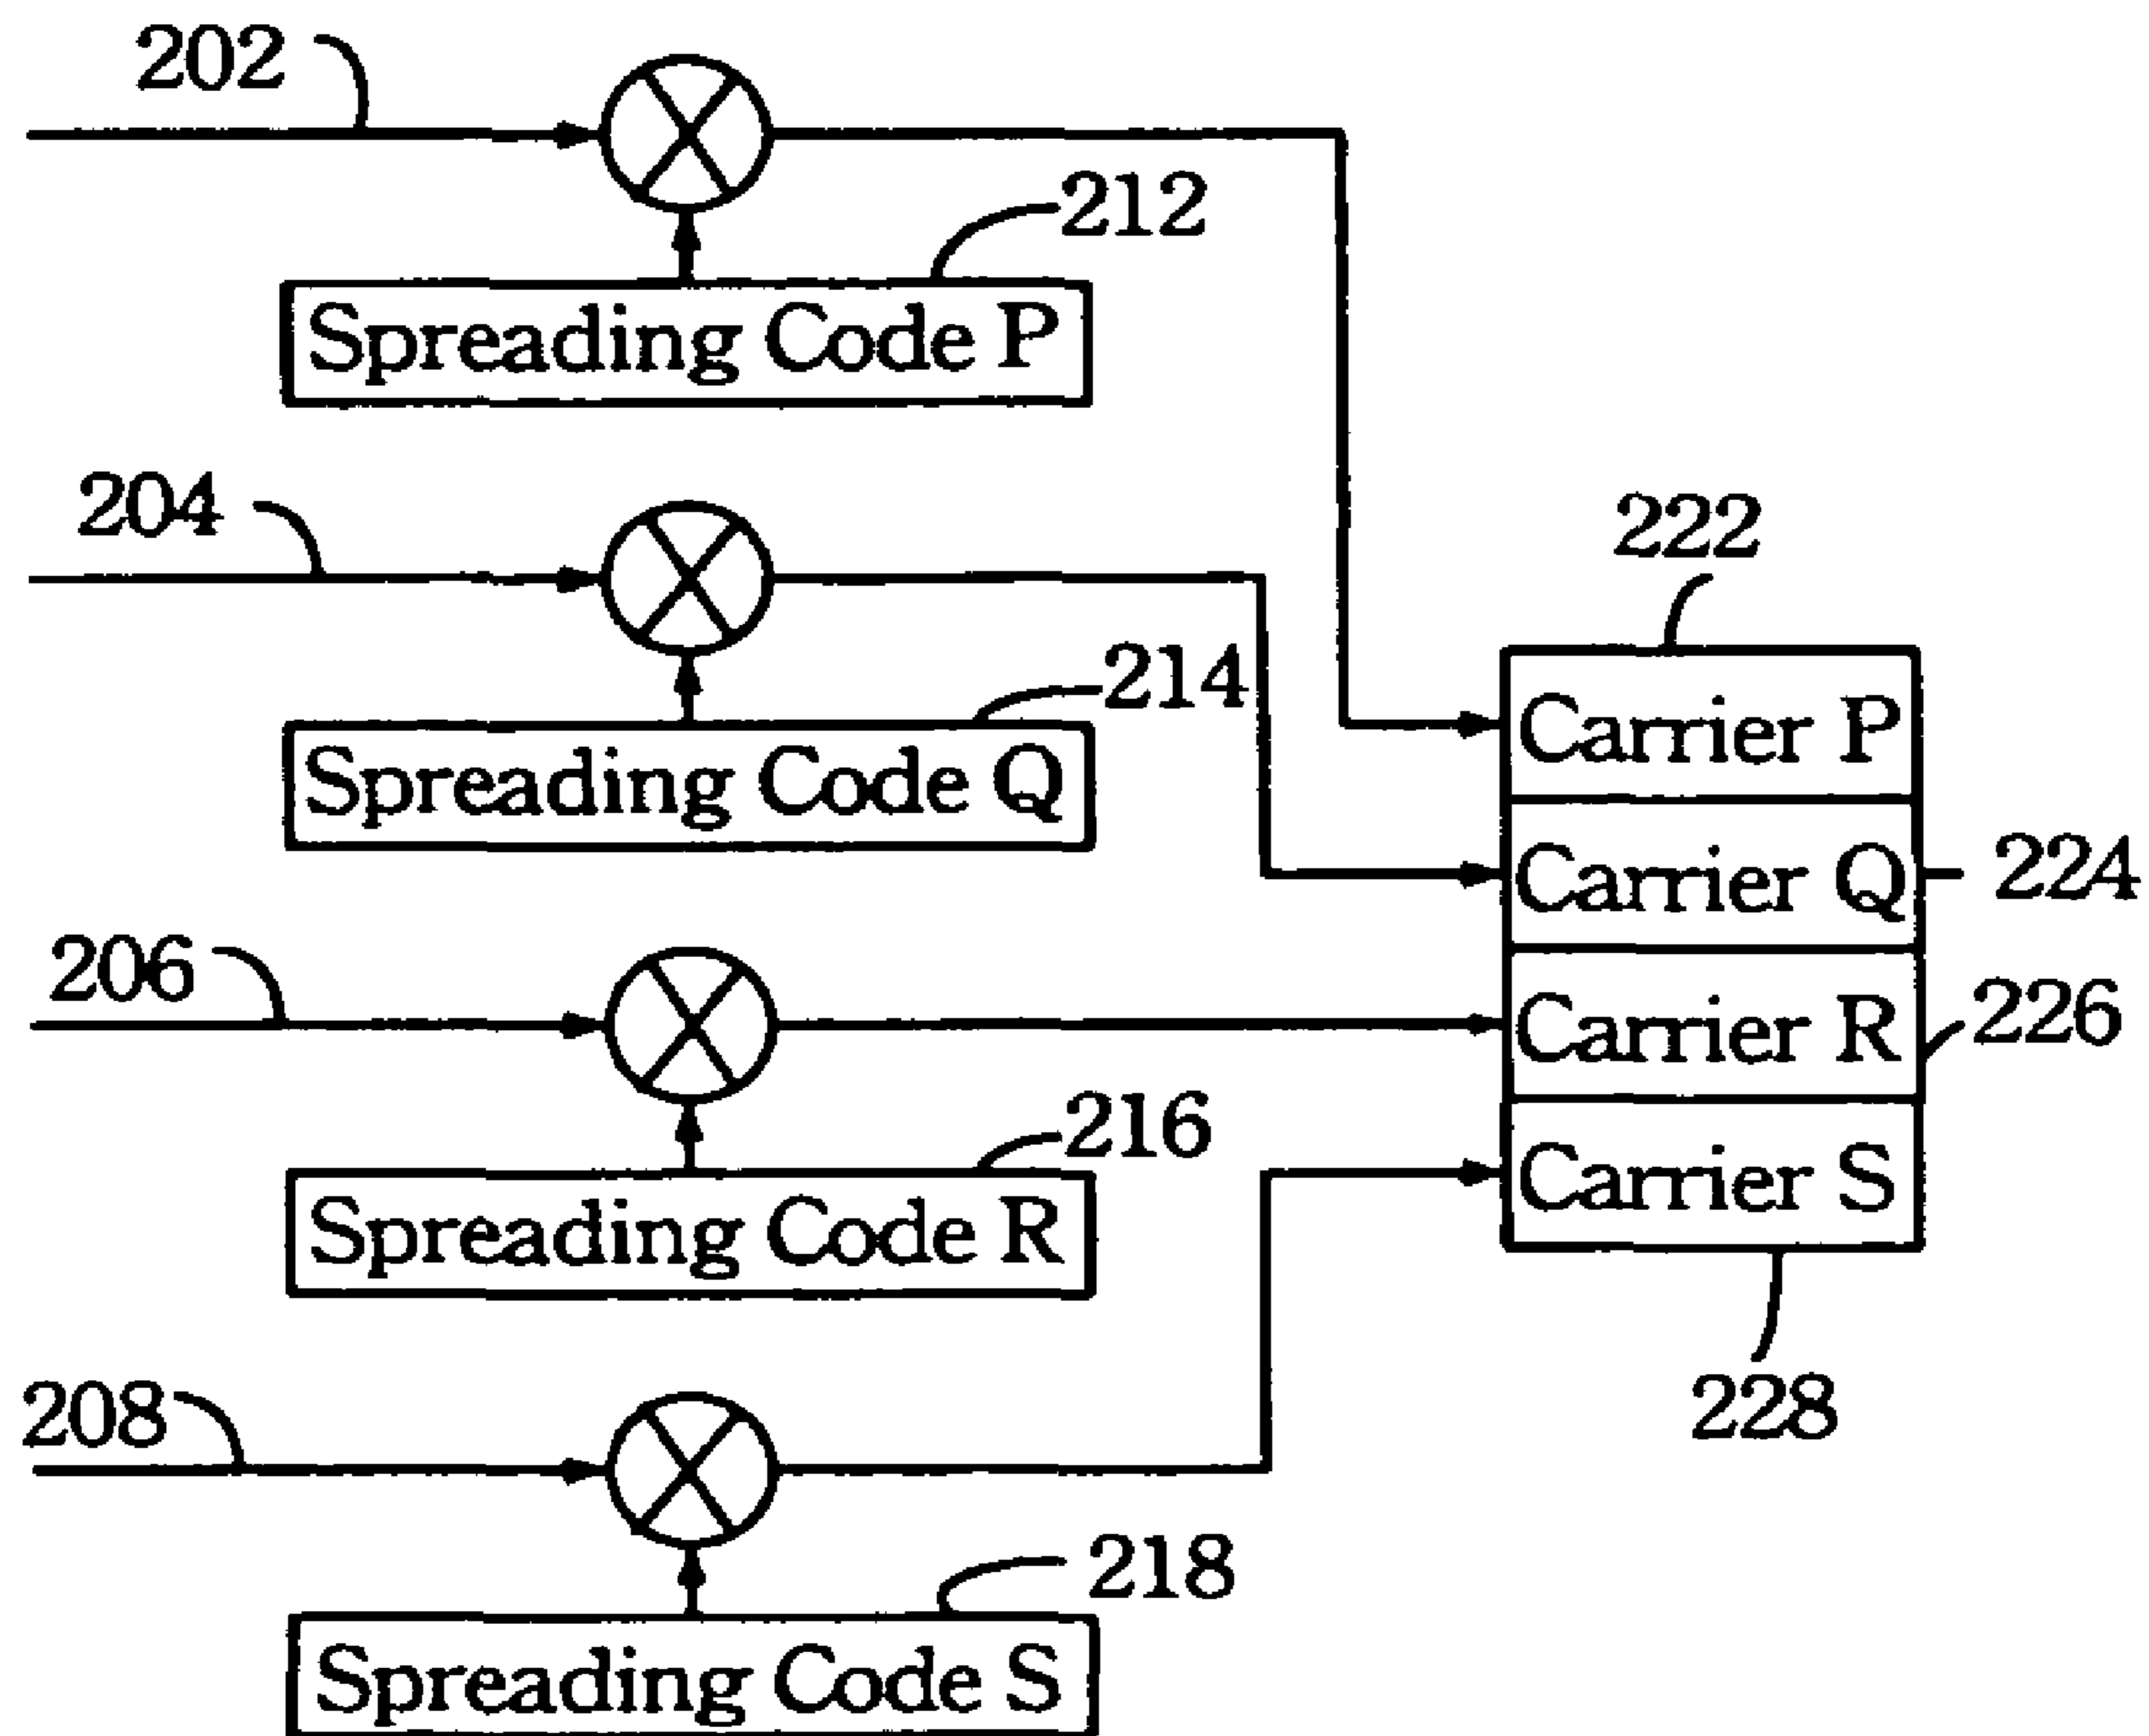 202
212
Spreading Code P
204
222
214
Spreading Code Q
Carrier P
Carrier Q
224
206
Carrier R
226
216
Spreading Code R
Carrier S
208
228
218
Spreading Code S